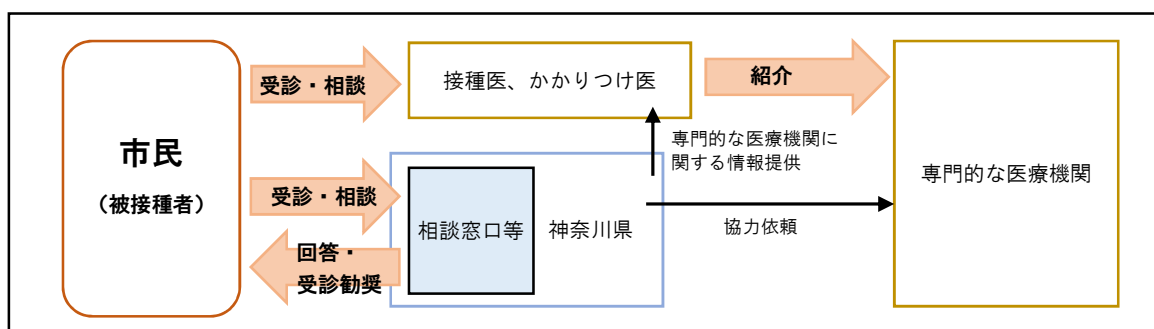 市民
（被接種者）
受診・相談
接種医、かかりつけ医
紹介
専門的な医療機関に
関する情報提供
受診・相談
回答・
受診勧奨
相談窓口等
神奈川県
協力依頼
専門的な医療機関